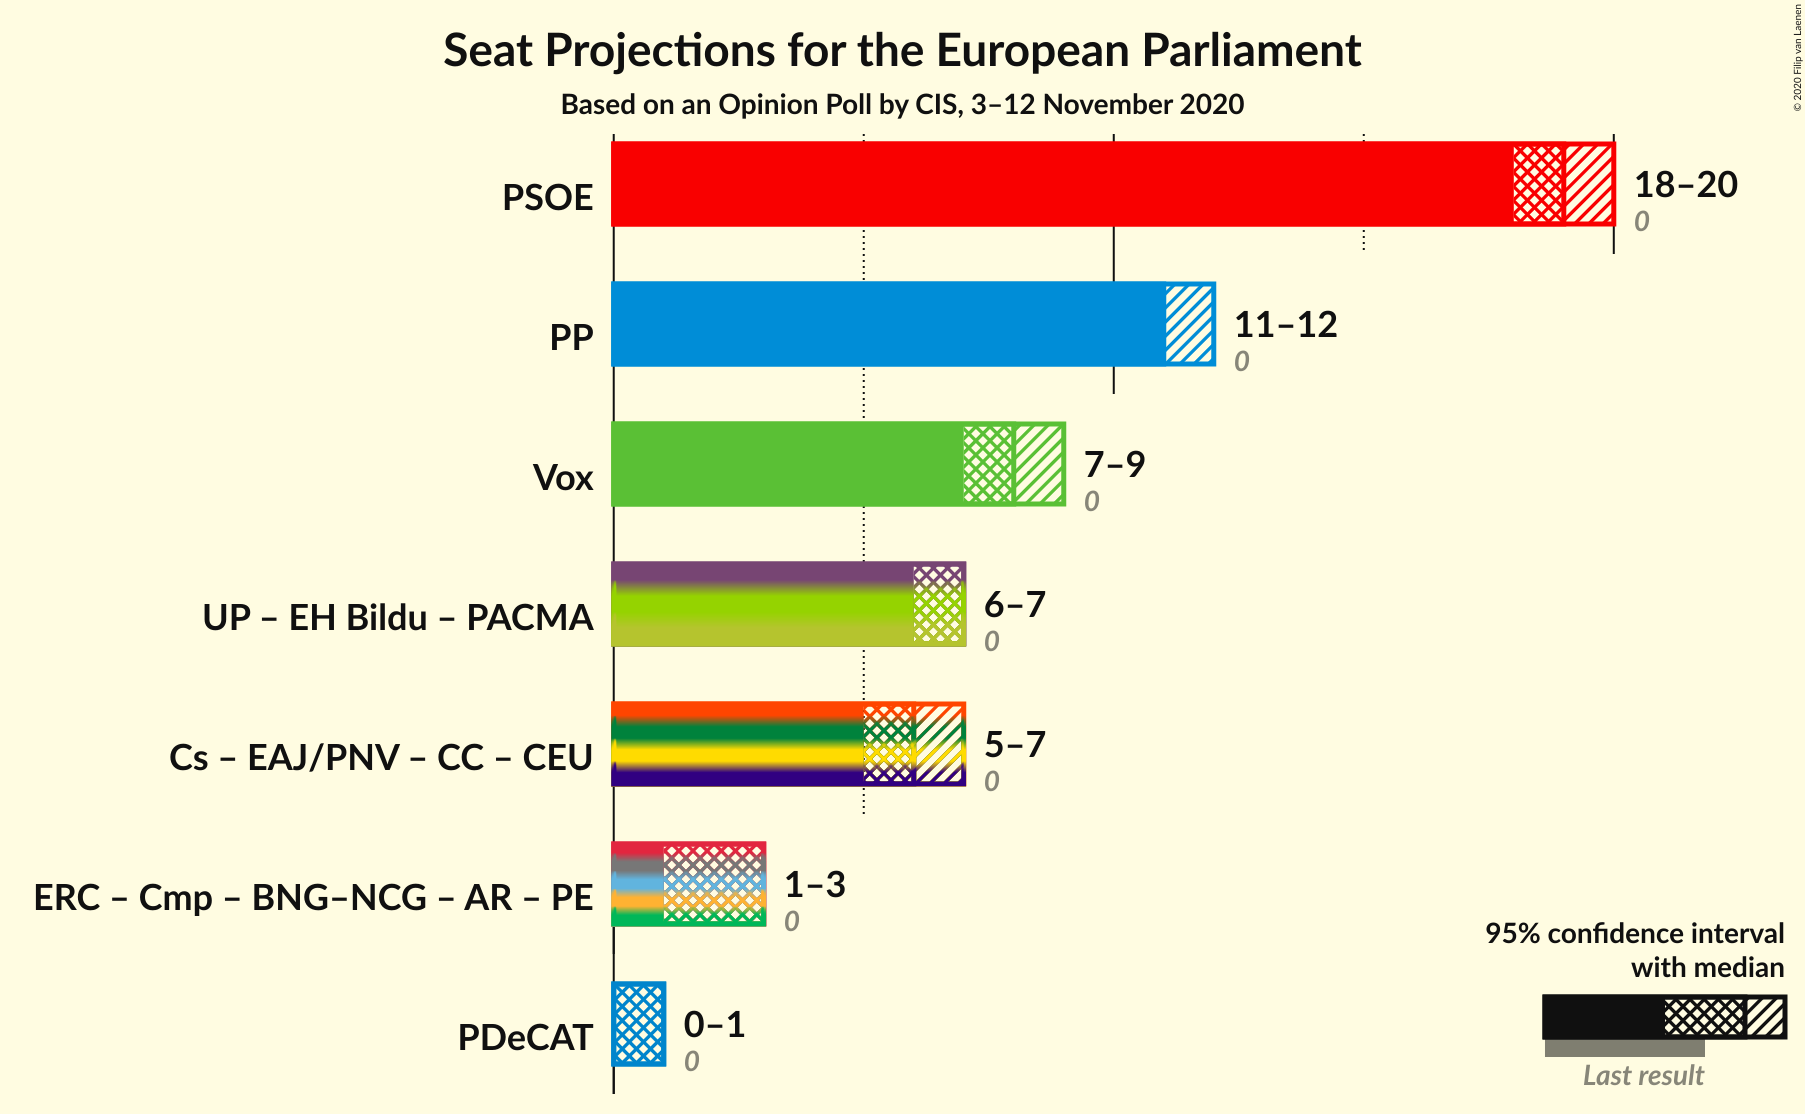 Seat Projections for the European Parliament
Based on an Opinion Poll by CIS, 3–12 November 2020
© 2020 Filip van Laenen
PSOE
18–20
0
PP
11–12
0
Vox
7–9
0
UP – EH Bildu – PACMA
6–7
0
Cs – EAJ/PNV – CC – CEU
5–7
0
ERC – Cmp – BNG–NCG – AR – PE
1–3
0
PDeCAT
0–1
0
95% confidence interval
with median
Last result